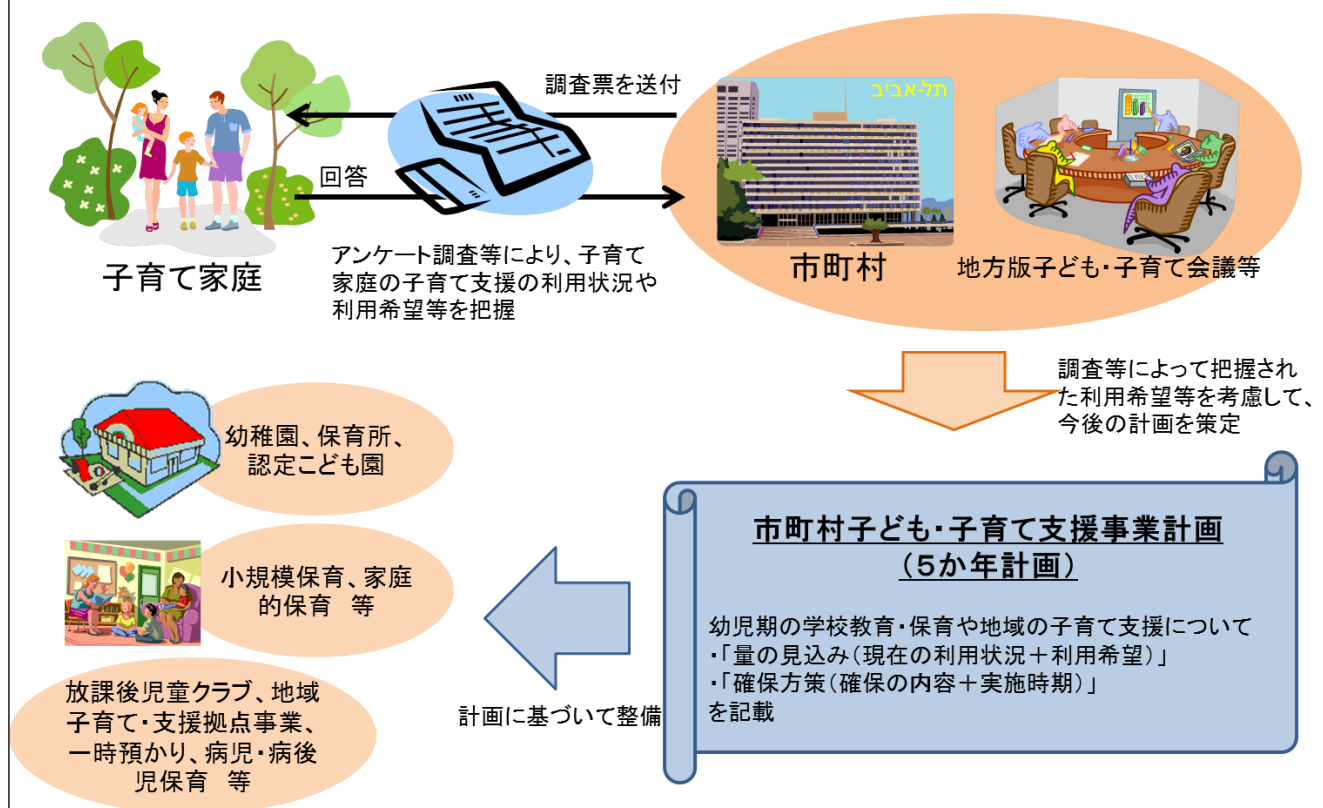 調査票を送付
回答
アンケート調査等により、子育て
家庭の子育て支援の利用状況や
利用希望等を把握
子育て家庭
תל-אביב
市町村
地方版子ども・子育て会議等
調査等によって把握され
た利用希望等を考慮して、
今後の計画を策定
幼稚園、保育所、
認定こども園
小規模保育、家庭
的保育　等
放課後児童クラブ、地域
子育て・支援拠点事業、
一時預かり、病児・病後
児保育　等
計画に基づいて整備
市町村子ども・子育て支援事業計画
（５か年計画）
幼児期の学校教育・保育や地域の子育て支援について
・「量の見込み（現在の利用状況＋利用希望）」
・「確保方策（確保の内容＋実施時期）」
を記載